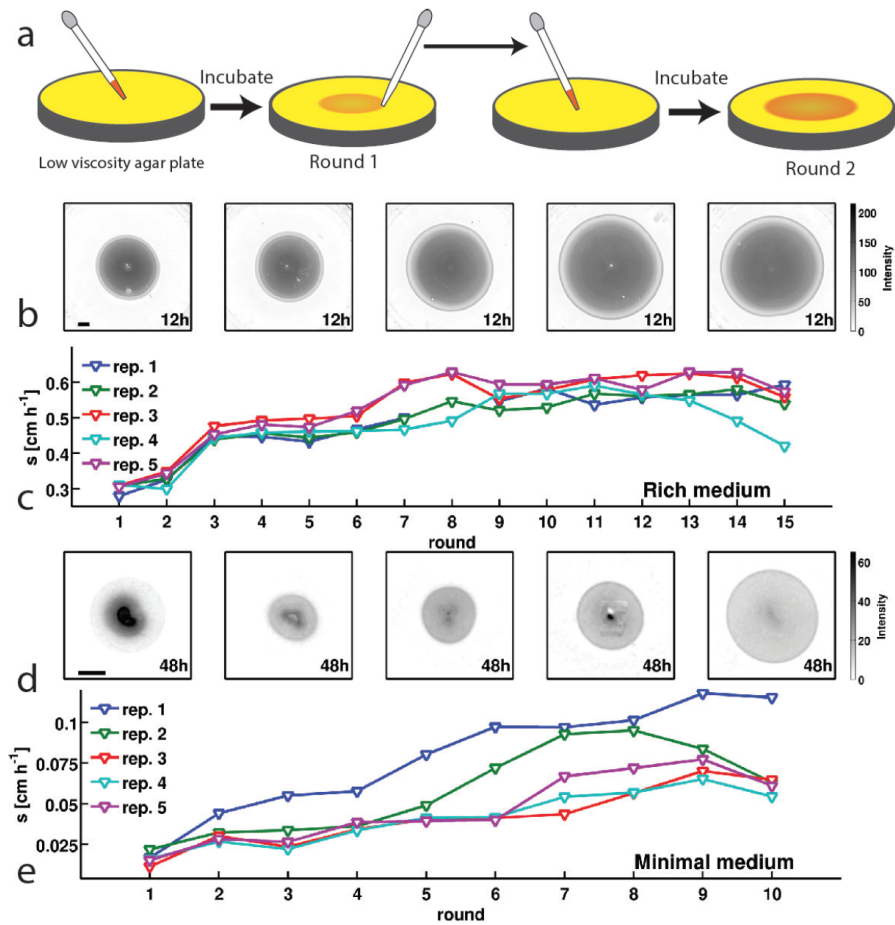 a
Incubate
Incubate
Low viscosity agar plate
Round 1
Round 2
b
12h
12h
12h
12h
12h
200
150
100
50
0
Intensity
c
rep. 1
rep. 2
rep. 3
rep. 4
rep. 5
s [cm h⁻¹]
0.6
0.5
0.4
0.3
Rich medium
1 2 3 4 5 6 7 8 9 10 11 12 13 14 15
round
d
48h
48h
48h
48h
48h
60
40
20
0
Intensity
e
rep. 1
rep. 2
rep. 3
rep. 4
rep. 5
s [cm h⁻¹]
0.1
0.075
0.05
0.025
Minimal medium
1 2 3 4 5 6 7 8 9 10
round